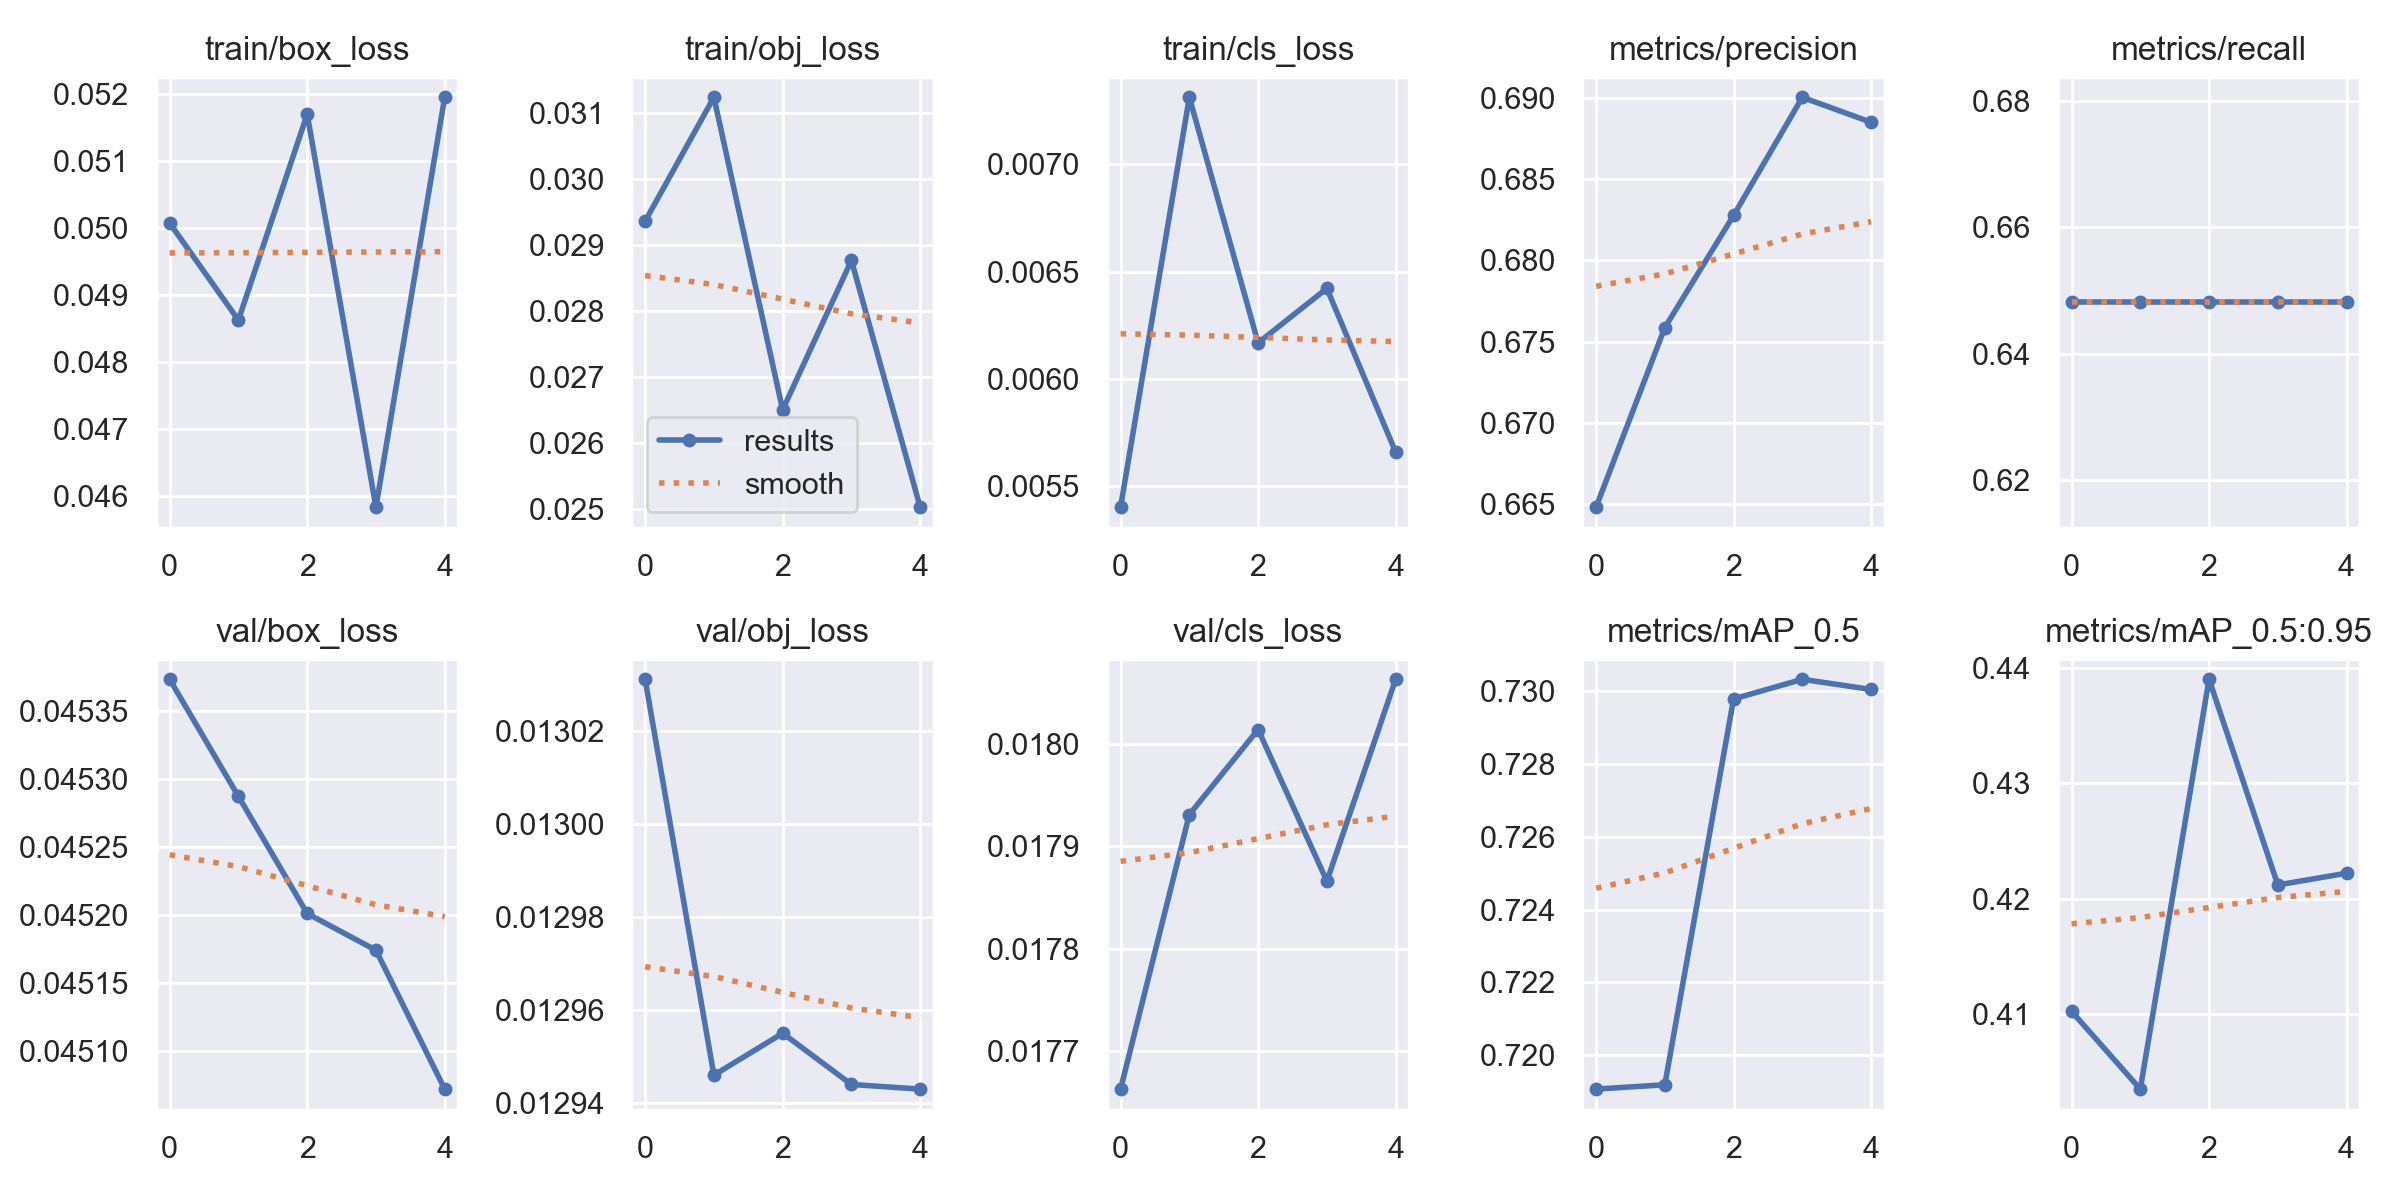 train/box_loss
0.052
0.051
0.050
0.049
0.048
0.047
0.046
0 2 4
train/obj_loss
0.031
0.030
0.029
0.028
0.027
0.026
0.025
results
smooth
0 2 4
train/cls_loss
0.0070
0.0065
0.0060
0.0055
0 2 4
metrics/precision
0.690
0.685
0.680
0.675
0.670
0.665
0 2 4
metrics/recall
0.68
0.66
0.64
0.62
0 2 4
val/box_loss
0.04535
0.04530
0.04525
0.04520
0.04515
0.04510
0 2 4
val/obj_loss
0.01302
0.01300
0.01298
0.01296
0.01294
0 2 4
val/cls_loss
0.0180
0.0179
0.0178
0.0177
0 2 4
metrics/mAP_0.5
0.730
0.728
0.726
0.724
0.722
0.720
0 2 4
metrics/mAP_0.5:0.95
0.44
0.43
0.42
0.41
0 2 4